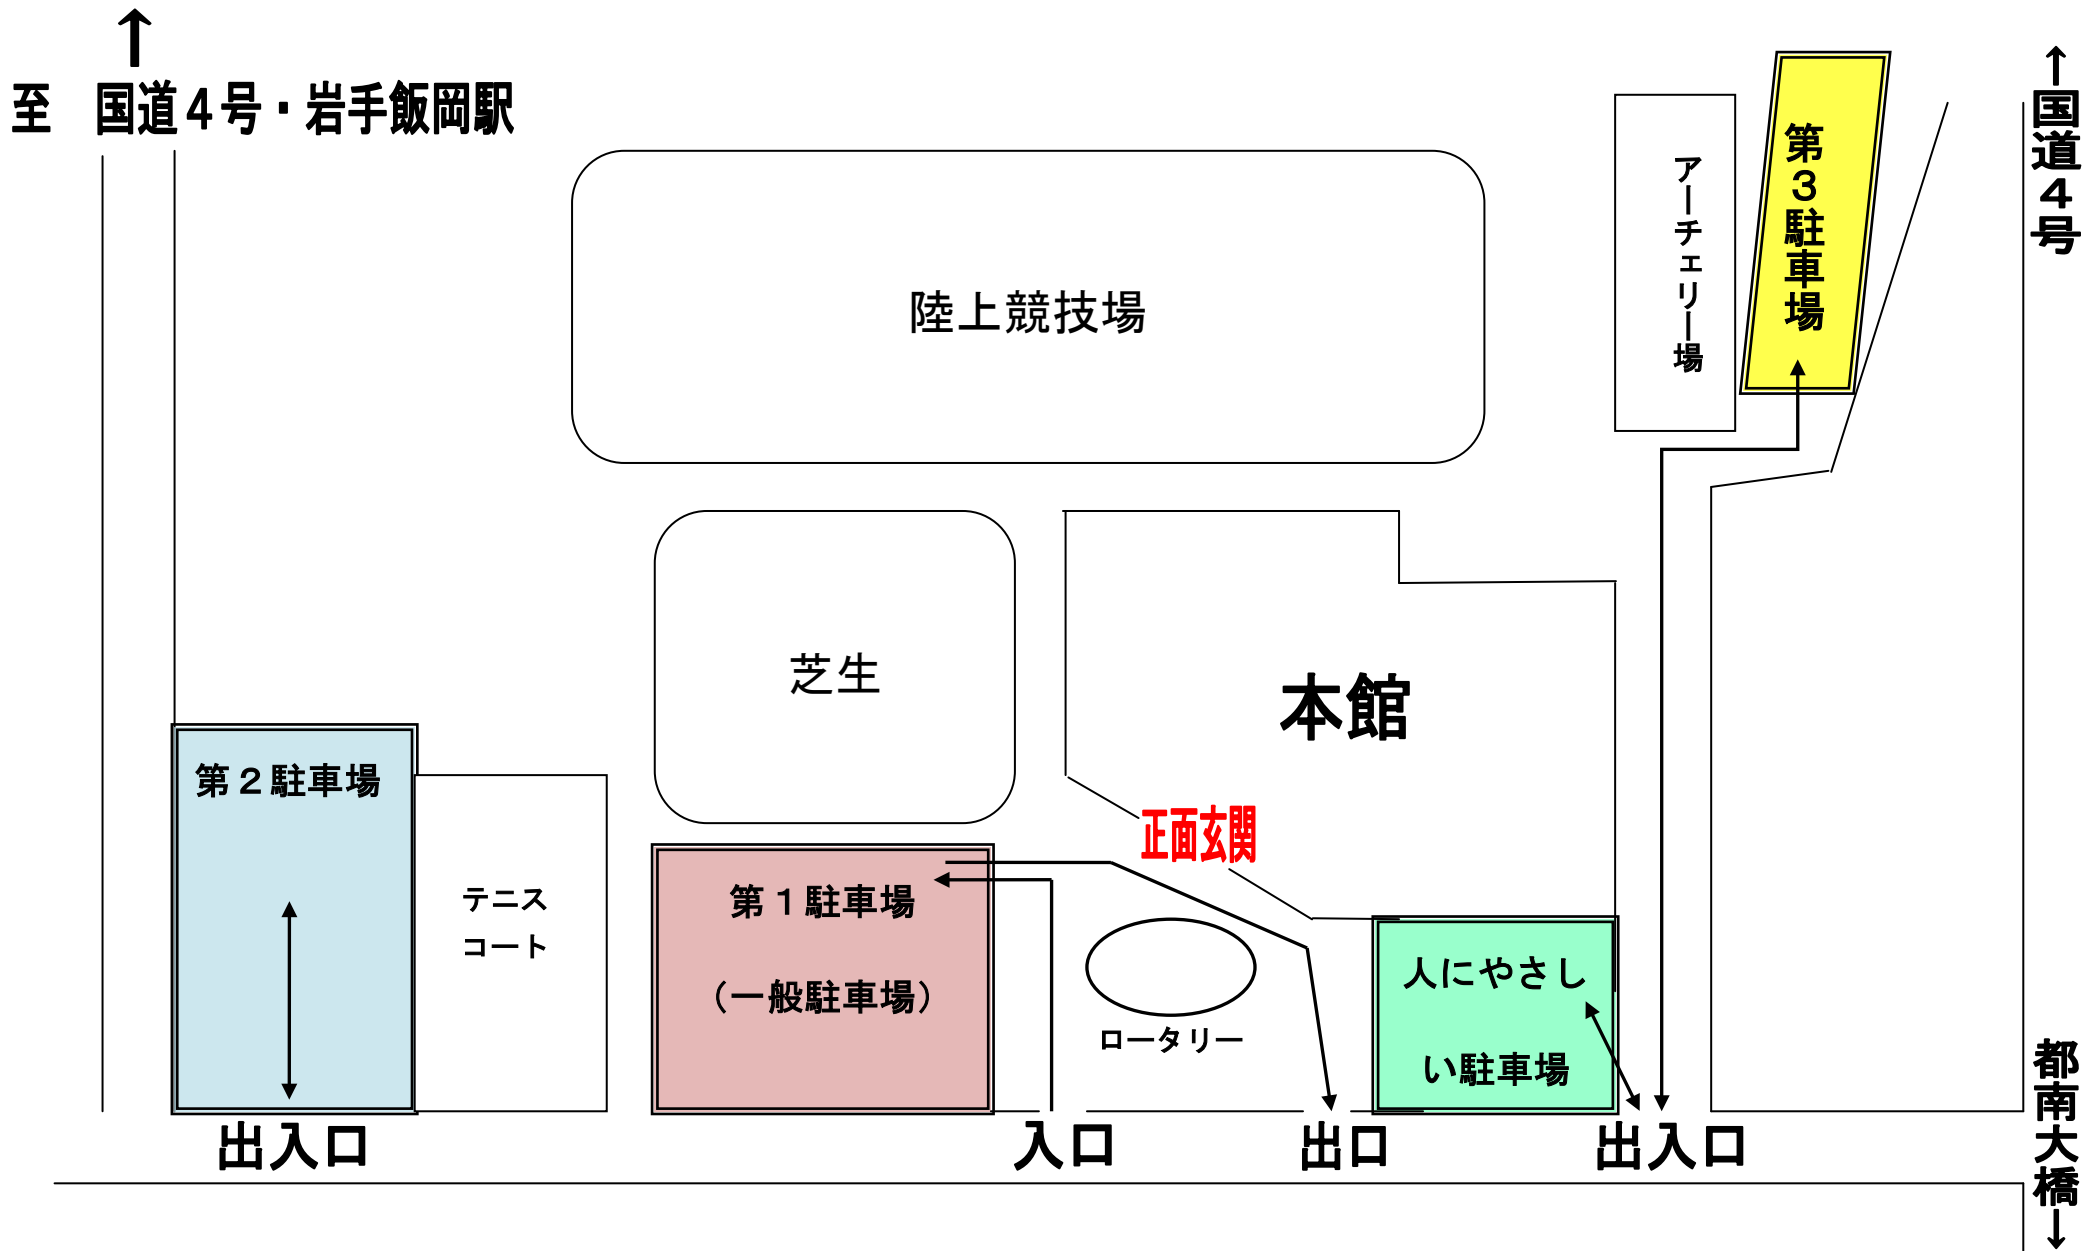 至　国道４号・岩手飯岡駅
↑
←国道４号
第３駐車場
アーチェリー場
陸上競技場
芝生
本館
第２駐車場
正面玄関
テニス
コート
第１駐車場
（一般駐車場）
ロータリー
人にやさし
い駐車場
都南大橋→
出入口
入口
出口
出入口